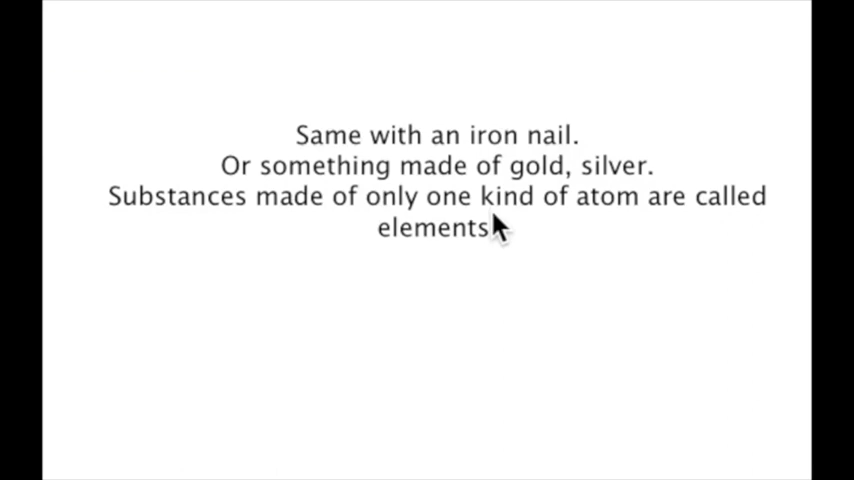 Same with an iron nail.
Or something made of gold, silver.
Substances made of only one kind of atom are called
elements